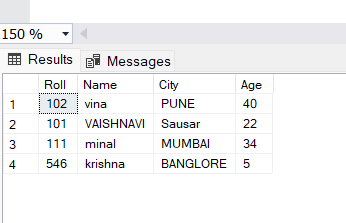 150 %
Results Messages
Roll Name City Age
1 102 vina PUNE 40
2 101 VAISHNAVI Sausar 22
3 111 minal MUMBAI 34
4 546 krishna BANGLORE 5